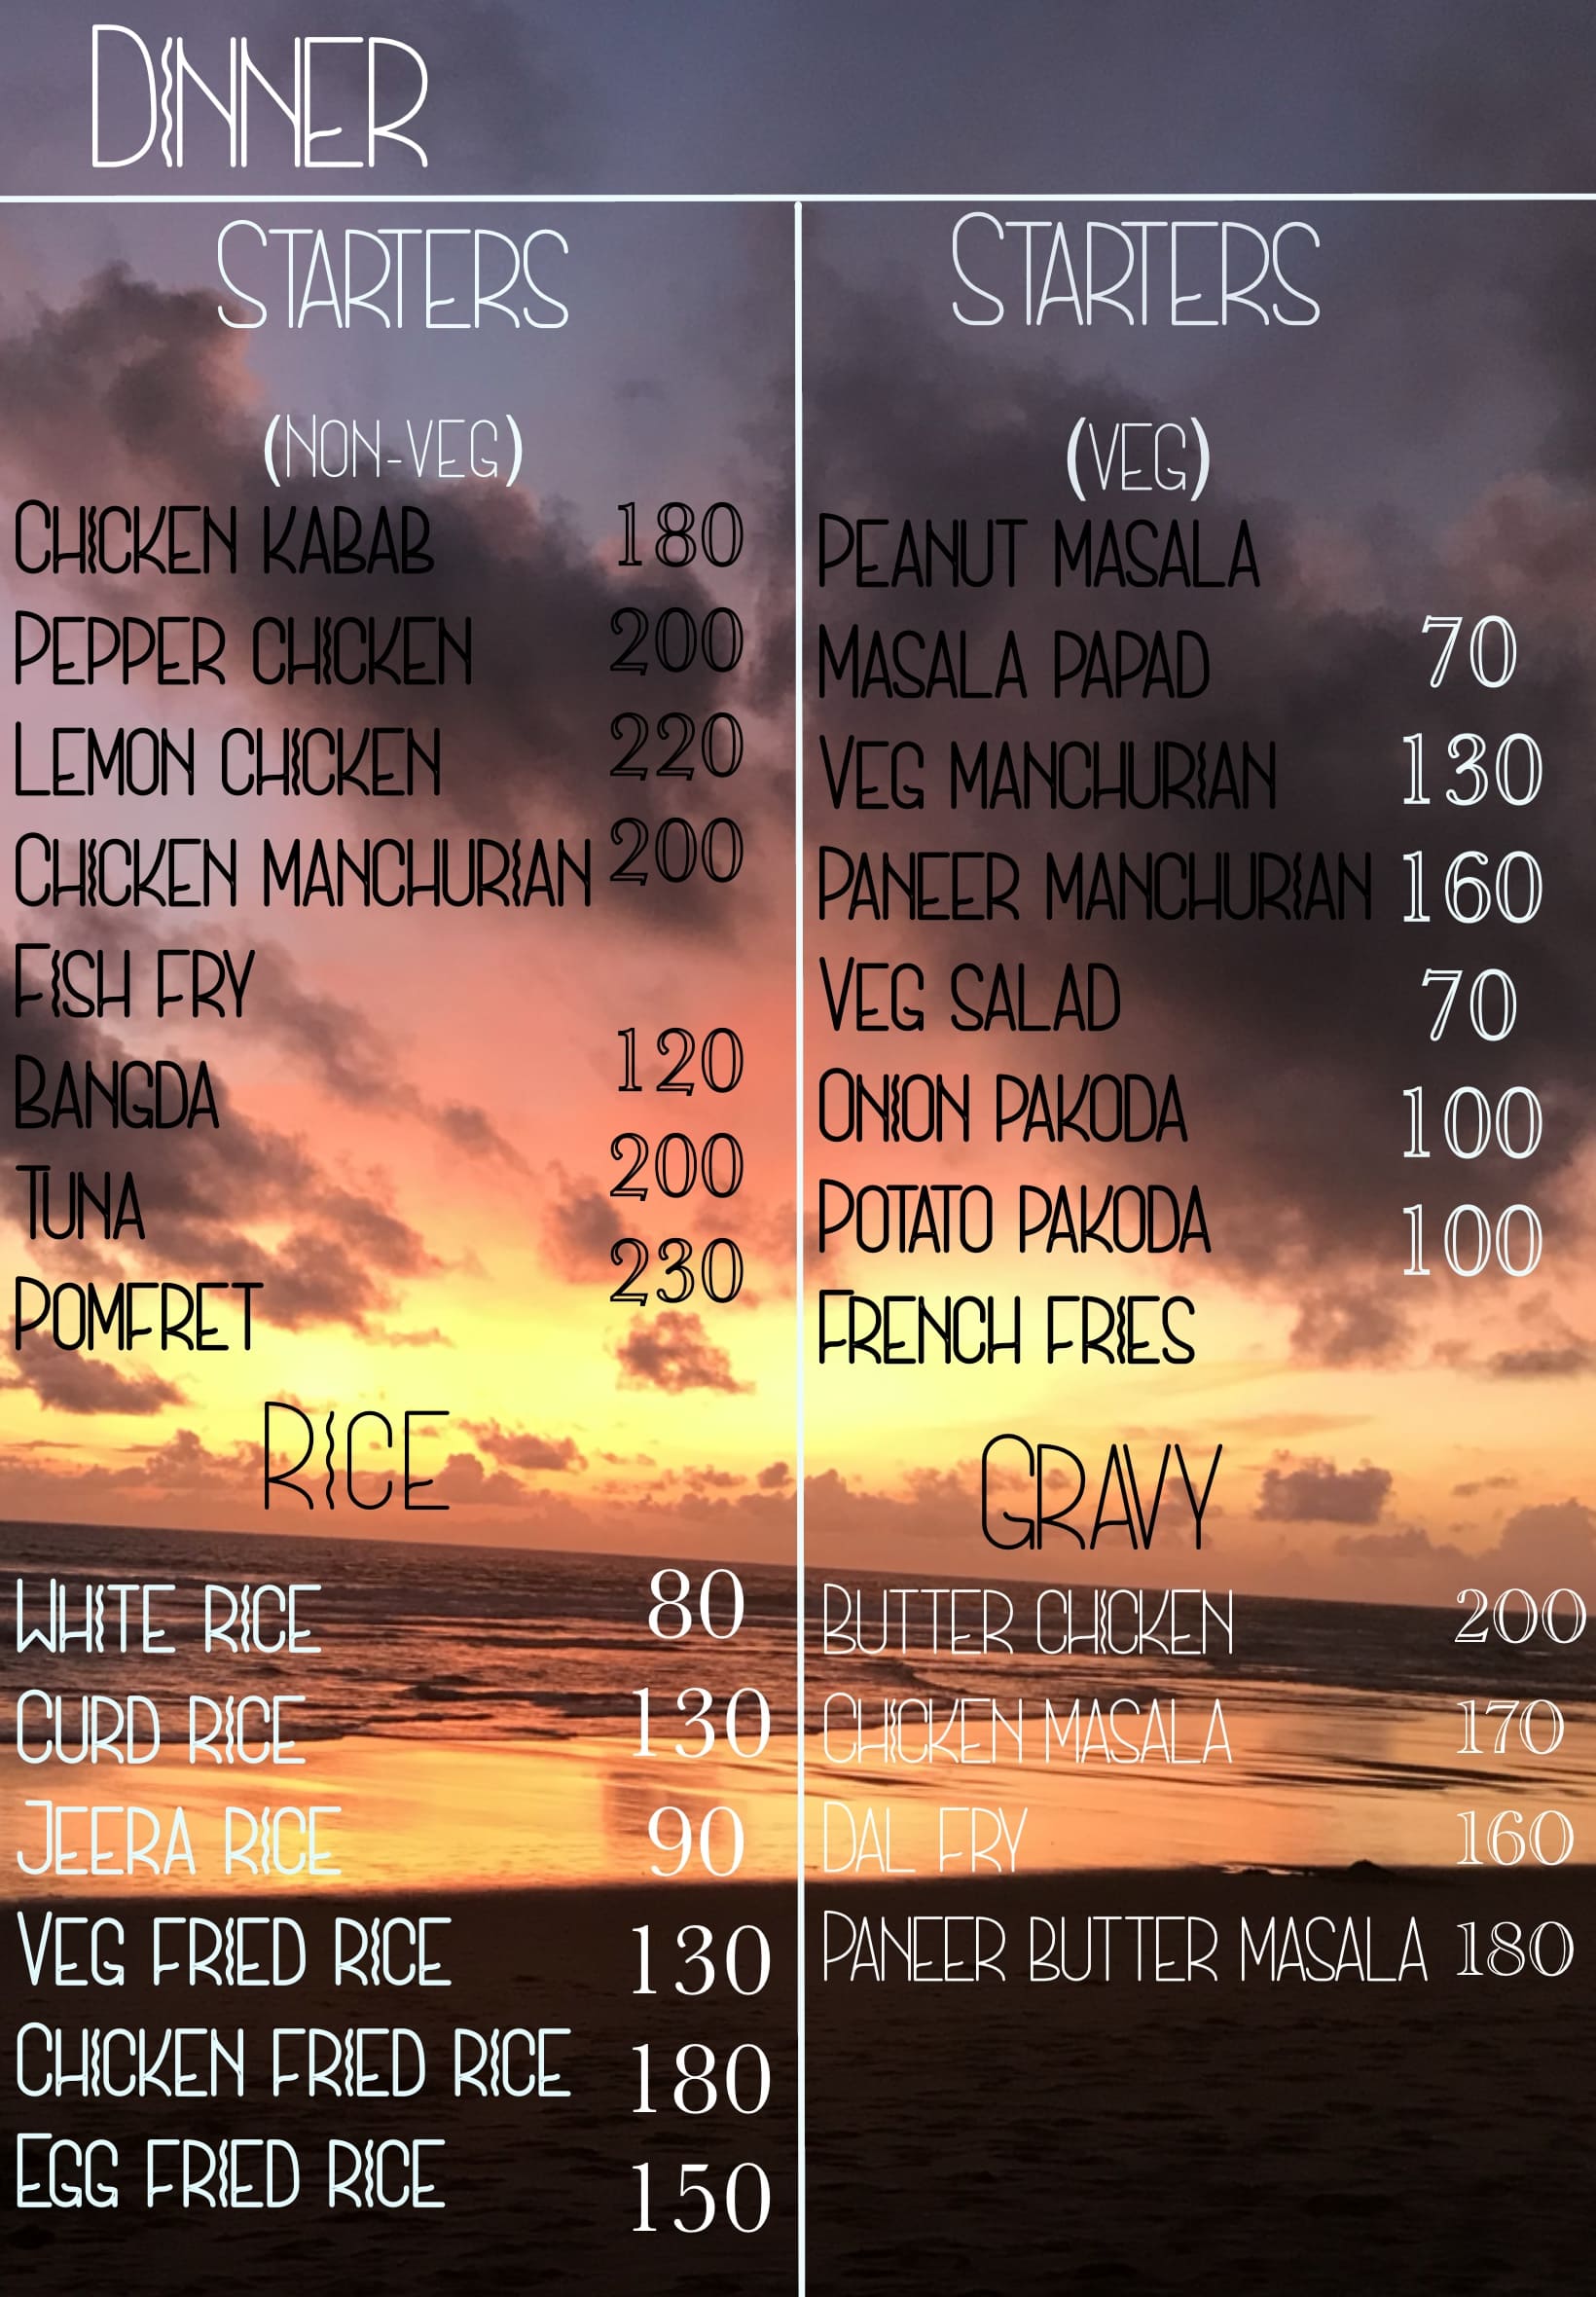 DINNER
STARTERS
(NON-VEG)
CHICKEN KABAB 180
PEPPER CHICKEN 200
LEMON CHICKEN 220
CHICKEN MANCHURIAN 200
FISH FRY
BANGDA 120
TUNA 200
POMFRET 230
RICE
WHITE RICE 80
CURD RICE 130
JEERA RICE 90
VEG FRIED RICE 130
CHICKEN FRIED RICE 180
EGG FRIED RICE 150
STARTERS
(VEG)
PEANUT MASALA
MASALA PAPAD 70
VEG MANCHURIAN 130
PANEER MANCHURIAN 160
VEG SALAD 70
ONION PAKODA 100
POTATO PAKODA 100
FRENCH FRIES
GRAVY
BUTTER CHICKEN 200
CHICKEN MASALA 170
DAL FRY 160
PANEER BUTTER MASALA 180